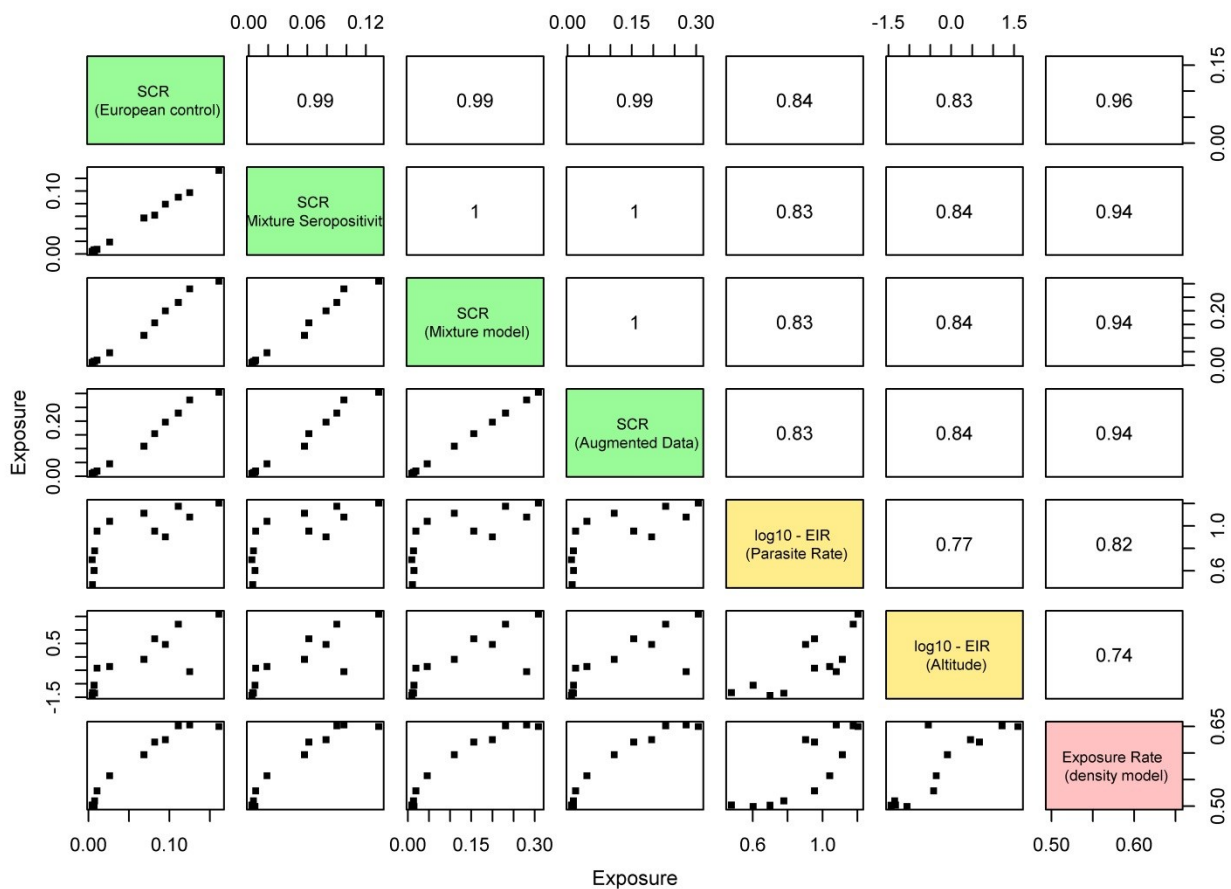 0.00 0.06 0.12 0.00 0.15 0.30 -1.5 0.0 1.5
SCR
(European control)
0.99 0.99 0.99 0.84 0.83 0.96
0.00 0.15
0.00 0.10
SCR
Mixture Seropositivit
1 1 0.83 0.84 0.94
SCR
(Mixture model)
1 0.83 0.84 0.94
0.00 0.20
Exposure
0.00 0.20
SCR
(Augmented Data)
0.83 0.84 0.94
log10 - EIR
(Parasite Rate)
0.77 0.82
0.6 1.0
-1.5 0.5
log10 - EIR
(Altitude)
0.74
Exposure Rate
(density model)
0.50 0.65
0.00 0.10 0.00 0.15 0.30 0.6 1.0 0.50 0.60
Exposure